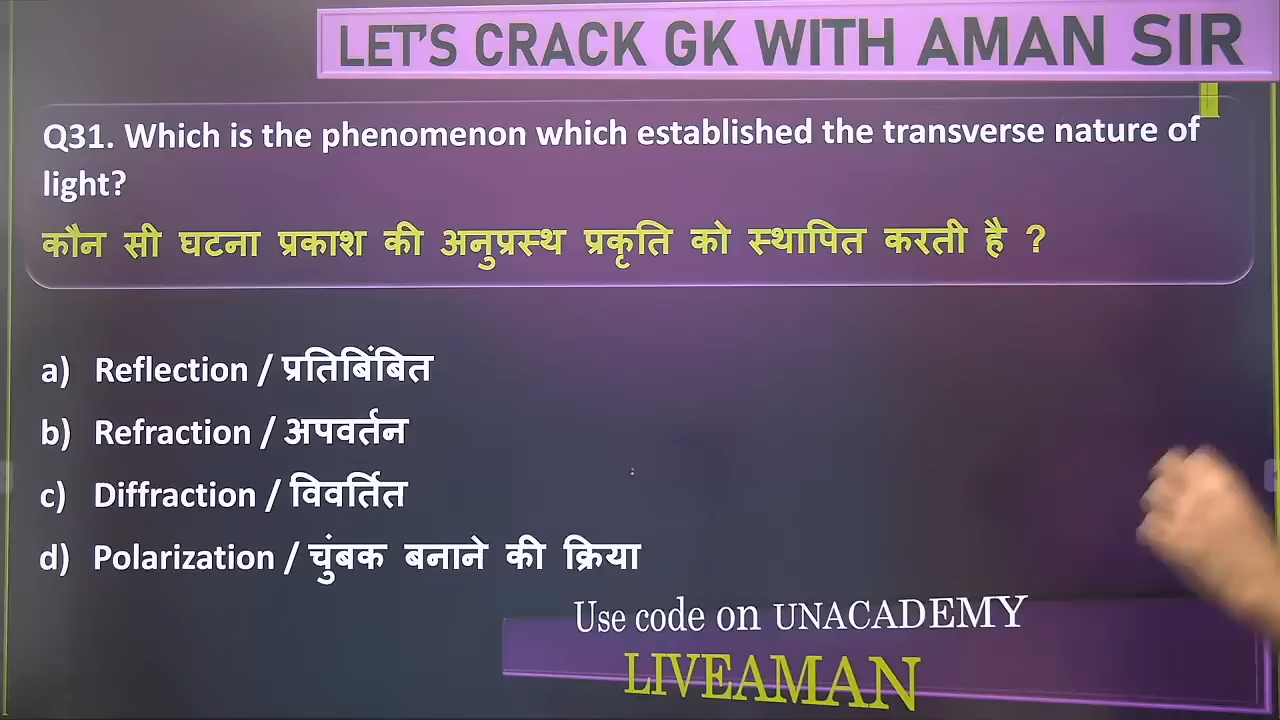 LET'S CRACK GK WITH AMAN SIR
Q31. Which is the phenomenon which established the transverse nature of
light?
कौन सी घटना प्रकाश की अनुप्रस्थ प्रकृति को स्थापित करती है ?
a) Reflection / प्रतिबिंबित
b) Refraction / अपवर्तन
c) Diffraction / विवर्तित
d) Polarization / चुंबक बनाने की क्रिया
Use code on UNACADEMY
LIVEAMAN